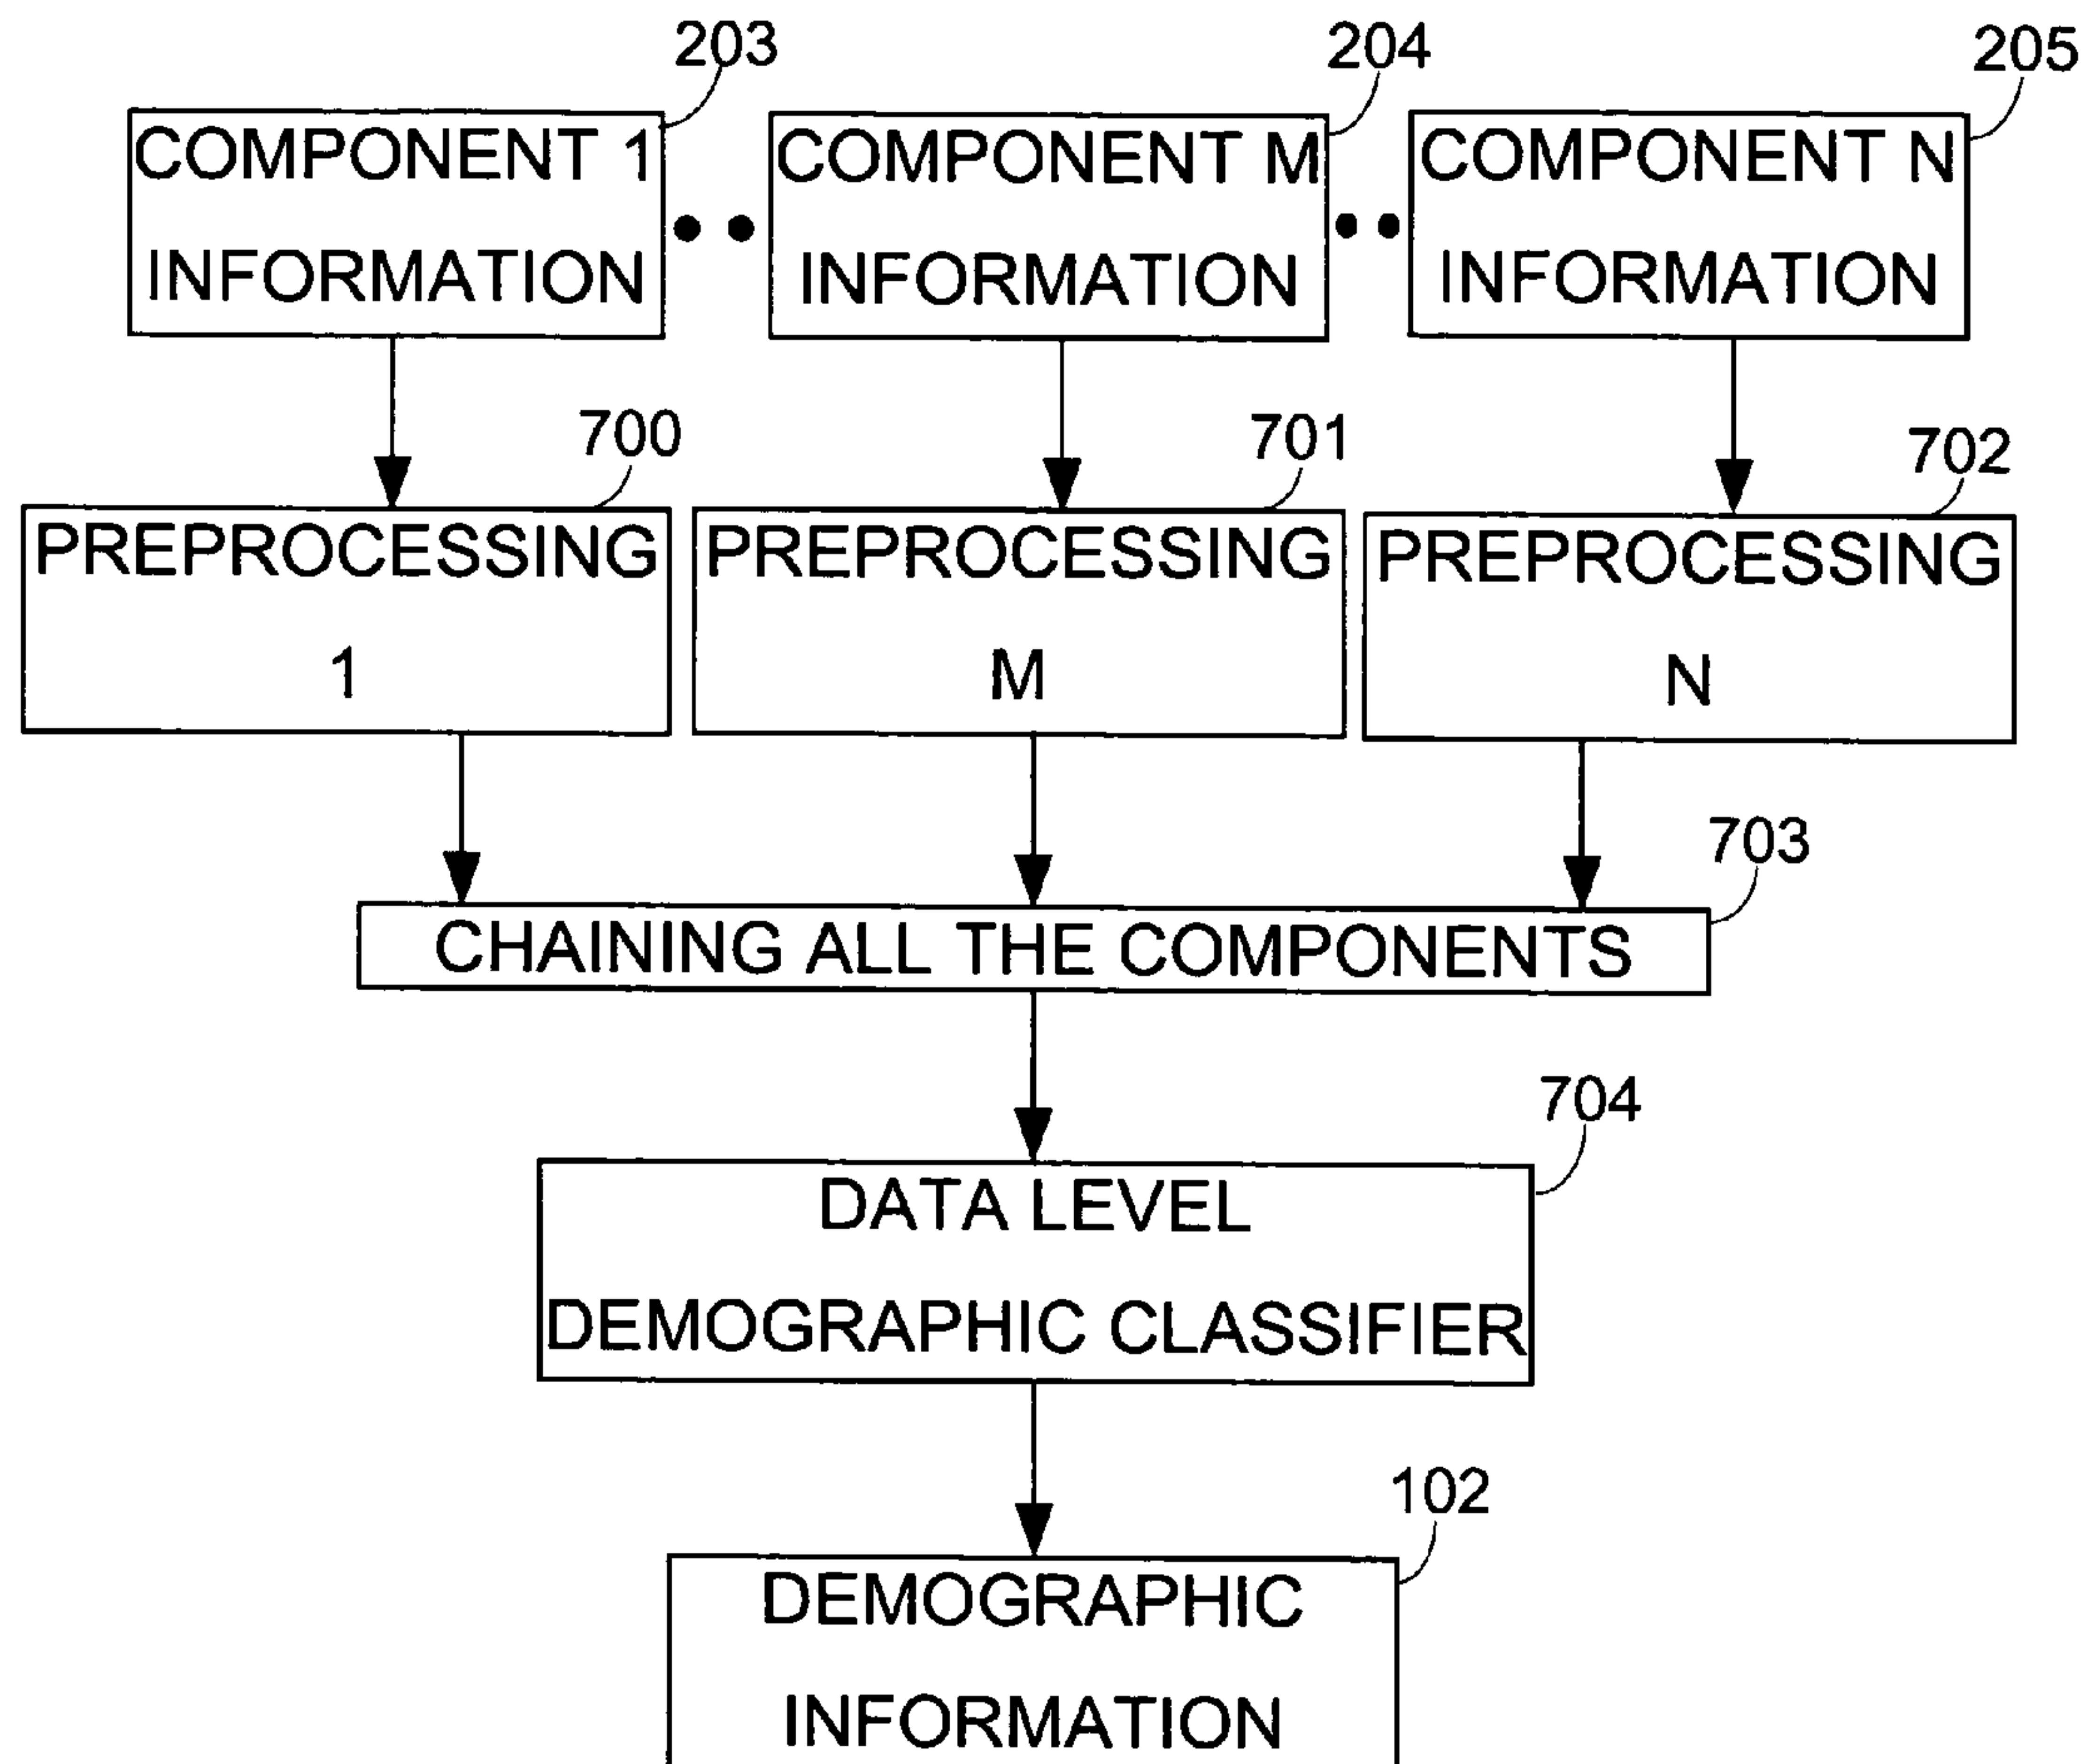 203
204
205
COMPONENT 1
INFORMATION
COMPONENT M
INFORMATION
COMPONENT N
INFORMATION
700
701
702
PREPROCESSING
1
PREPROCESSING
M
PREPROCESSING
N
703
CHAINING ALL THE COMPONENTS
704
DATA LEVEL
DEMOGRAPHIC CLASSIFIER
102
DEMOGRAPHIC
INFORMATION